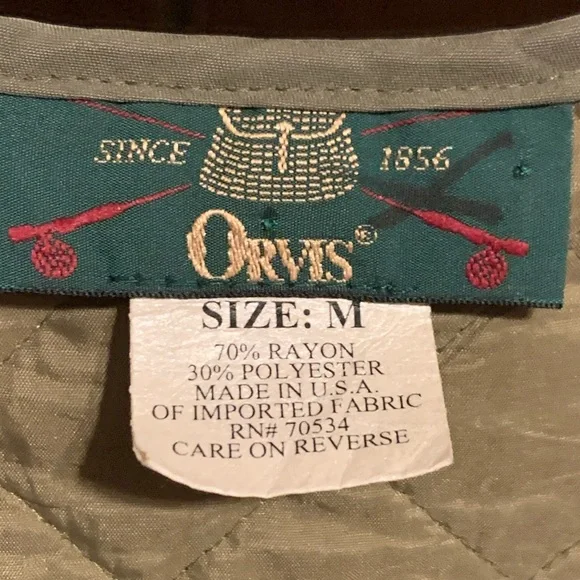 SINCE 1856
ORVIS®
SIZE: M
70% RAYON
30% POLYESTER
MADE IN U.S.A.
OF IMPORTED FABRIC
RN# 70534
CARE ON REVERSE